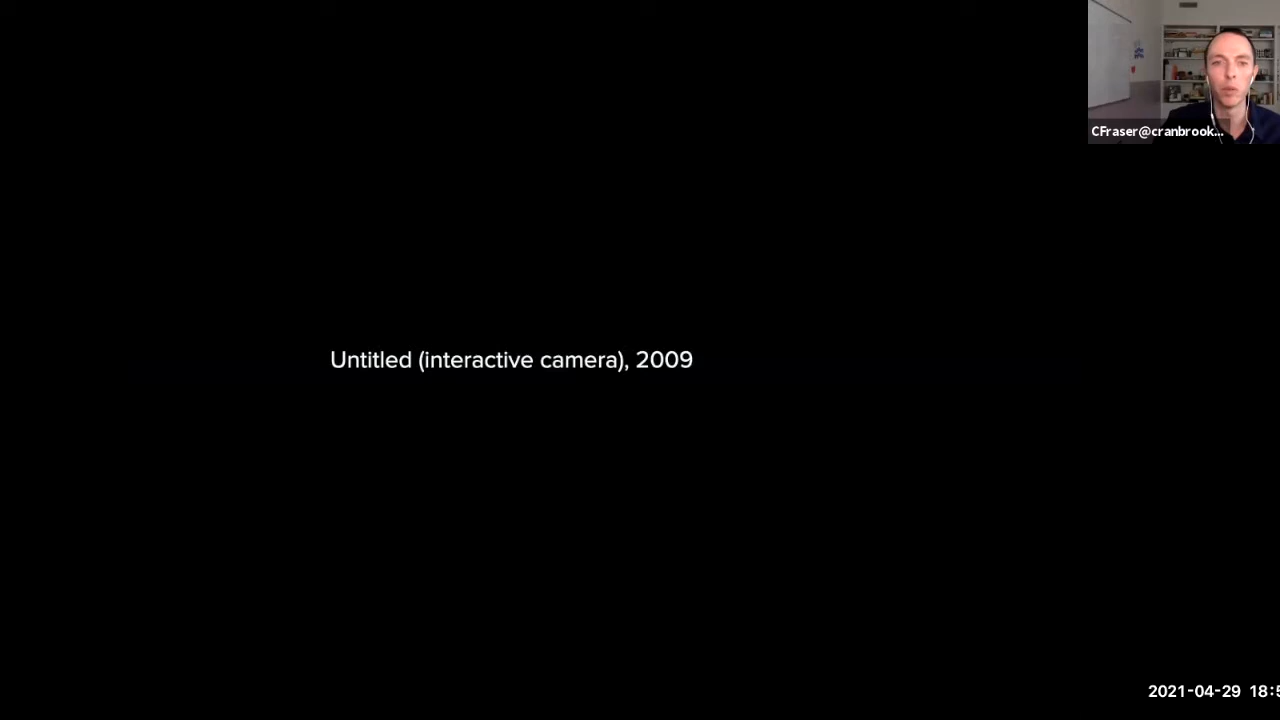 CFraser@cranbrook...
Untitled (interactive camera), 2009
2021-04-29 18:5